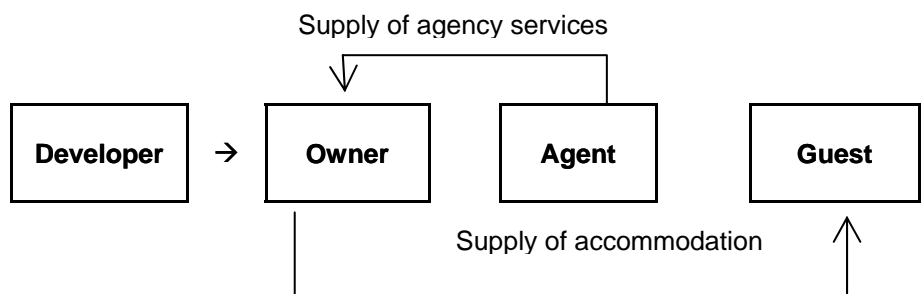 Supply of agency services
Developer → Owner Agent Guest
Supply of accommodation